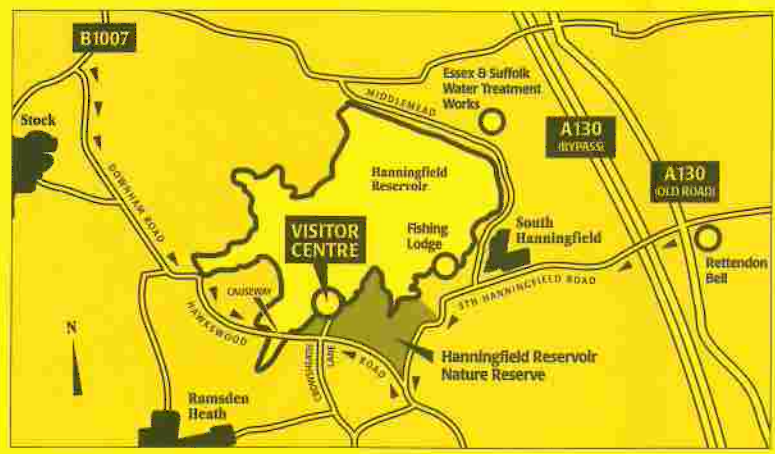 B1007
Stock
DOWNHAM ROAD
MIDDLEMEAD
Essex & Suffolk
Water Treatment
Works
A130
(BYPASS)
A130
(OLD ROAD)
Hanningfield
Reservoir
VISITOR
CENTRE
Fishing
Lodge
South
Hanningfield
Rettendon
Bell
STH HANNINGFIELD ROAD
CAUSEWAY
HAWKSWOOD
ROAD
CROWSHEATH
LANE
N
Hanningfield Reservoir
Nature Reserve
Ramsden
Heath